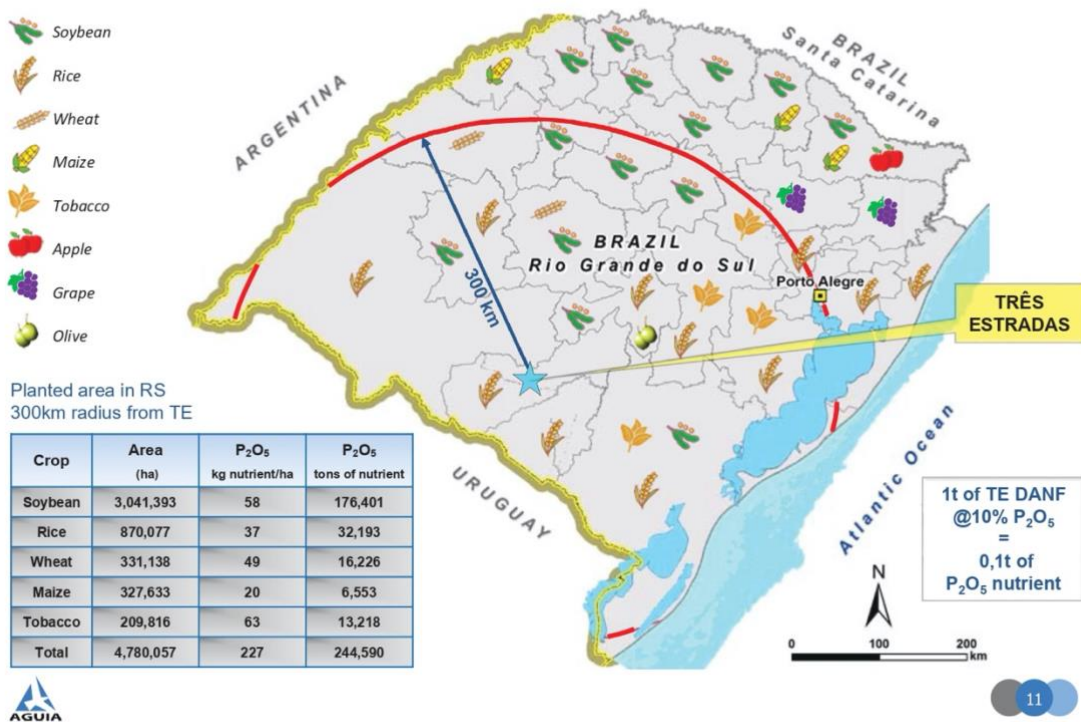 Soybean
Rice
Wheat
Maize
Tobacco
Apple
Grape
Olive
ARGENTINA
BRAZIL
Santa Catarina
BRAZIL
Rio Grande do Sul
Porto Alegre
300 km
TRÊS
ESTRADAS
URUGUAY
Atlantic Ocean
Planted area in RS
300km radius from TE
Crop Area (ha) P₂O₅ kg nutrient/ha P₂O₅ tons of nutrient
Soybean 3,041,393 58 176,401
Rice 870,077 37 32,193
Wheat 331,138 49 16,226
Maize 327,633 20 6,553
Tobacco 209,816 63 13,218
Total 4,780,057 227 244,590
1t of TE DANF
@10% P₂O₅
=
0,1t of
P₂O₅ nutrient
N
0 100 200
km
AGUIA
11